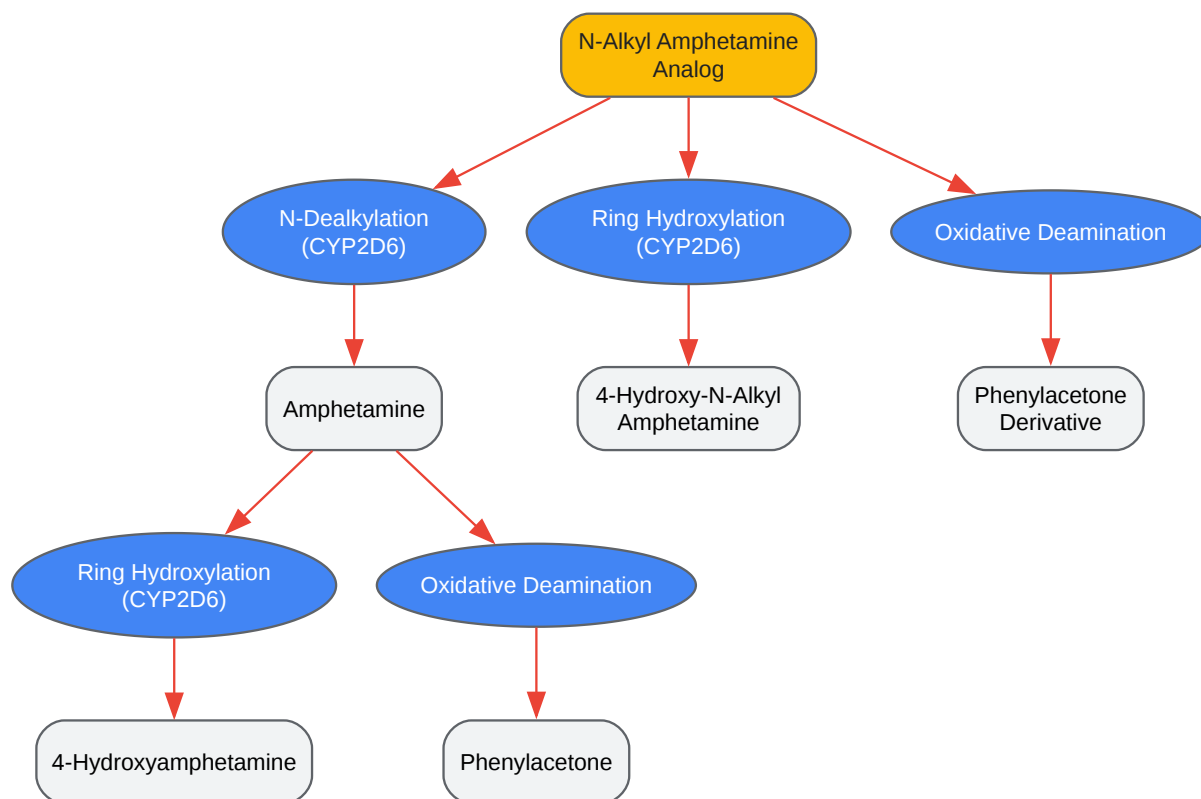 N-Alkyl Amphetamine
Analog
N-Dealkylation
(CYP2D6)
Ring Hydroxylation
(CYP2D6)
Oxidative Deamination
Amphetamine
4-Hydroxy-N-Alkyl
Amphetamine
Phenylacetone
Derivative
Ring Hydroxylation
(CYP2D6)
Oxidative Deamination
4-Hydroxyamphetamine
Phenylacetone